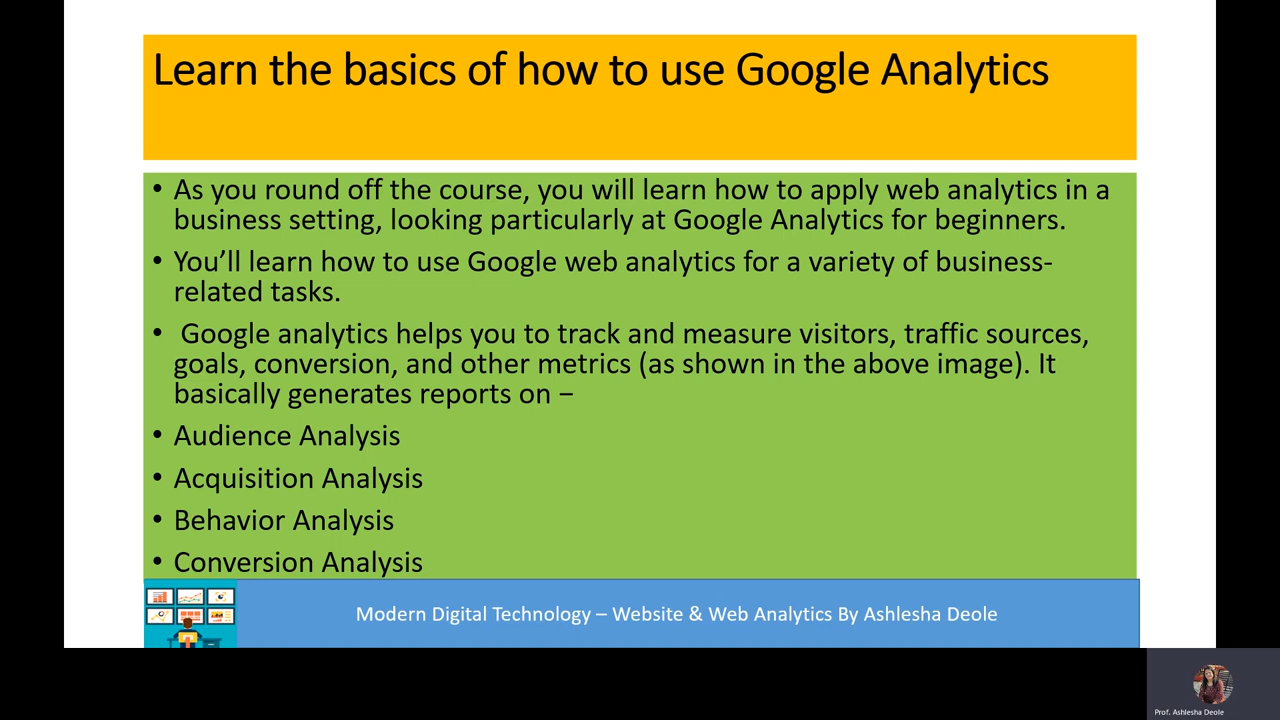 Learn the basics of how to use Google Analytics
• As you round off the course, you will learn how to apply web analytics in a
business setting, looking particularly at Google Analytics for beginners.
• You’ll learn how to use Google web analytics for a variety of business-
related tasks.
• Google analytics helps you to track and measure visitors, traffic sources,
goals, conversion, and other metrics (as shown in the above image). It
basically generates reports on −
• Audience Analysis
• Acquisition Analysis
• Behavior Analysis
• Conversion Analysis
Modern Digital Technology – Website & Web Analytics By Ashlesha Deole
Prof. Ashlesha Deole